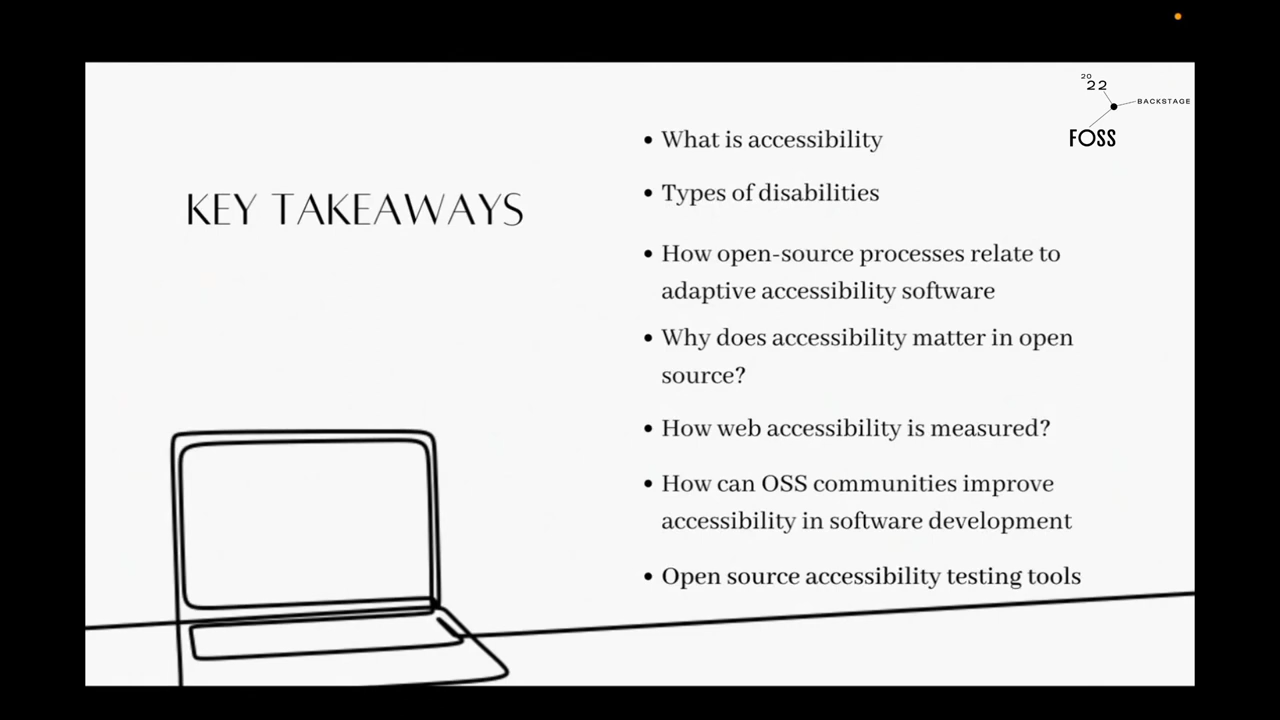 20
22
BACKSTAGE
FOSS
KEY TAKEAWAYS
• What is accessibility
• Types of disabilities
• How open-source processes relate to
adaptive accessibility software
• Why does accessibility matter in open
source?
• How web accessibility is measured?
• How can OSS communities improve
accessibility in software development
• Open source accessibility testing tools